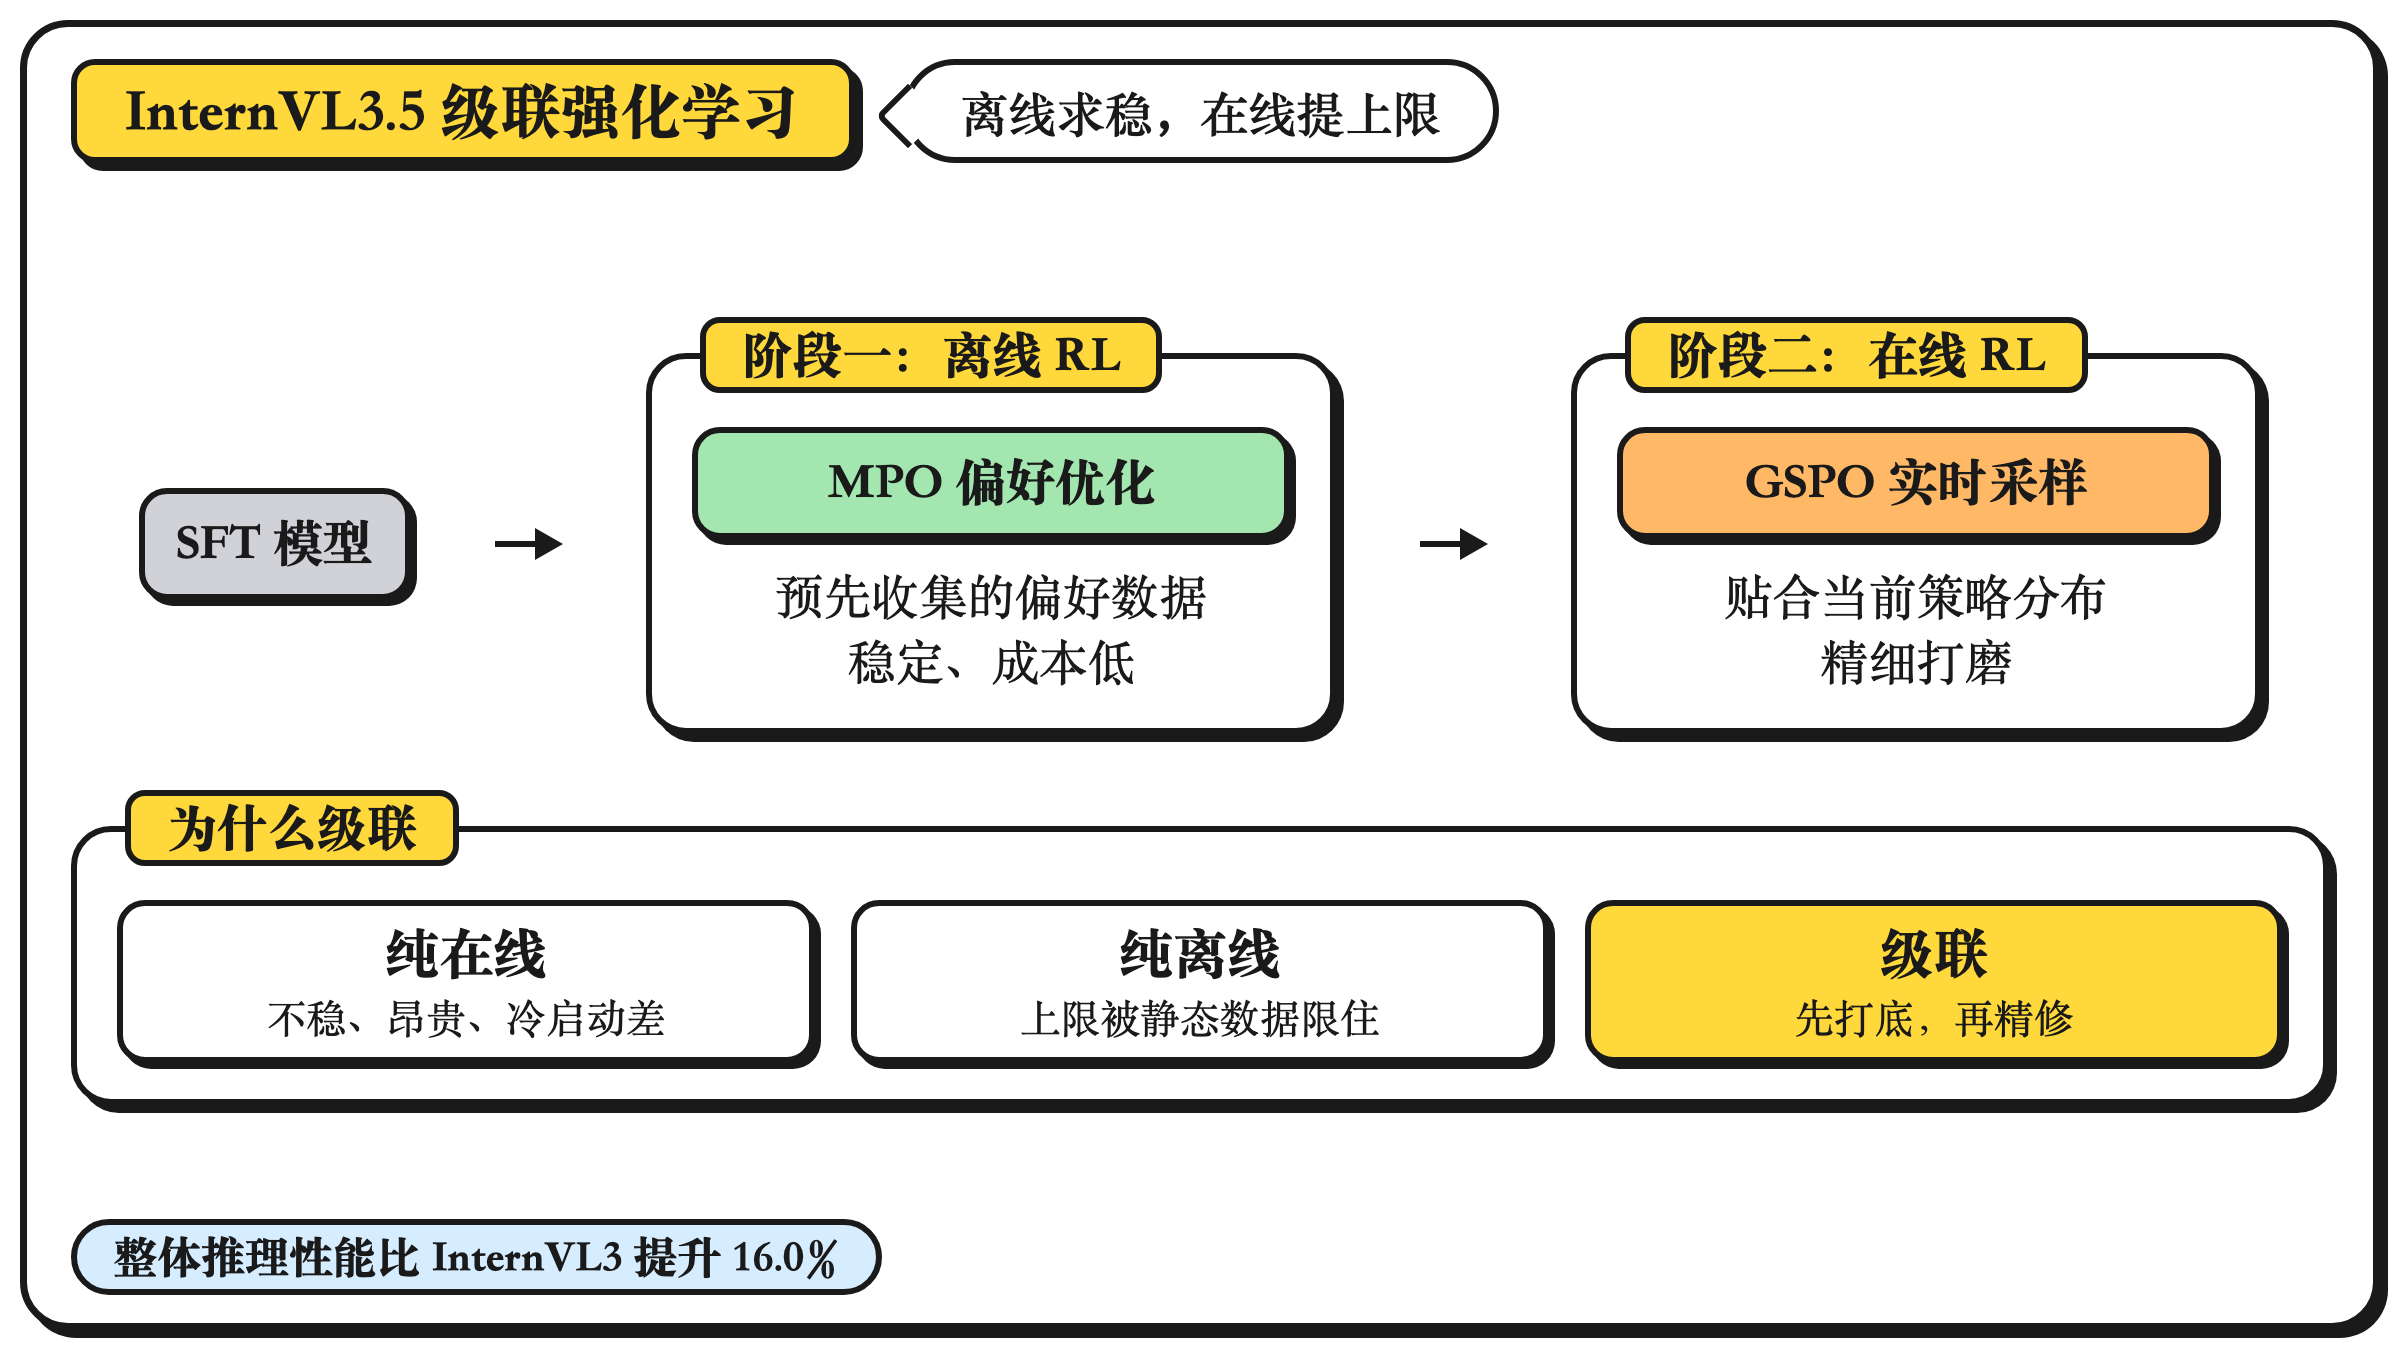 InternVL3.5 级联强化学习
离线求稳，在线提上限
SFT 模型
阶段一：离线 RL
MPO 偏好优化
预先收集的偏好数据
稳定、成本低
阶段二：在线 RL
GSPO 实时采样
贴合当前策略分布
精细打磨
为什么级联
纯在线
不稳、昂贵、冷启动差
纯离线
上限被静态数据限住
级联
先打底，再精修
整体推理性能比 InternVL3 提升 16.0%